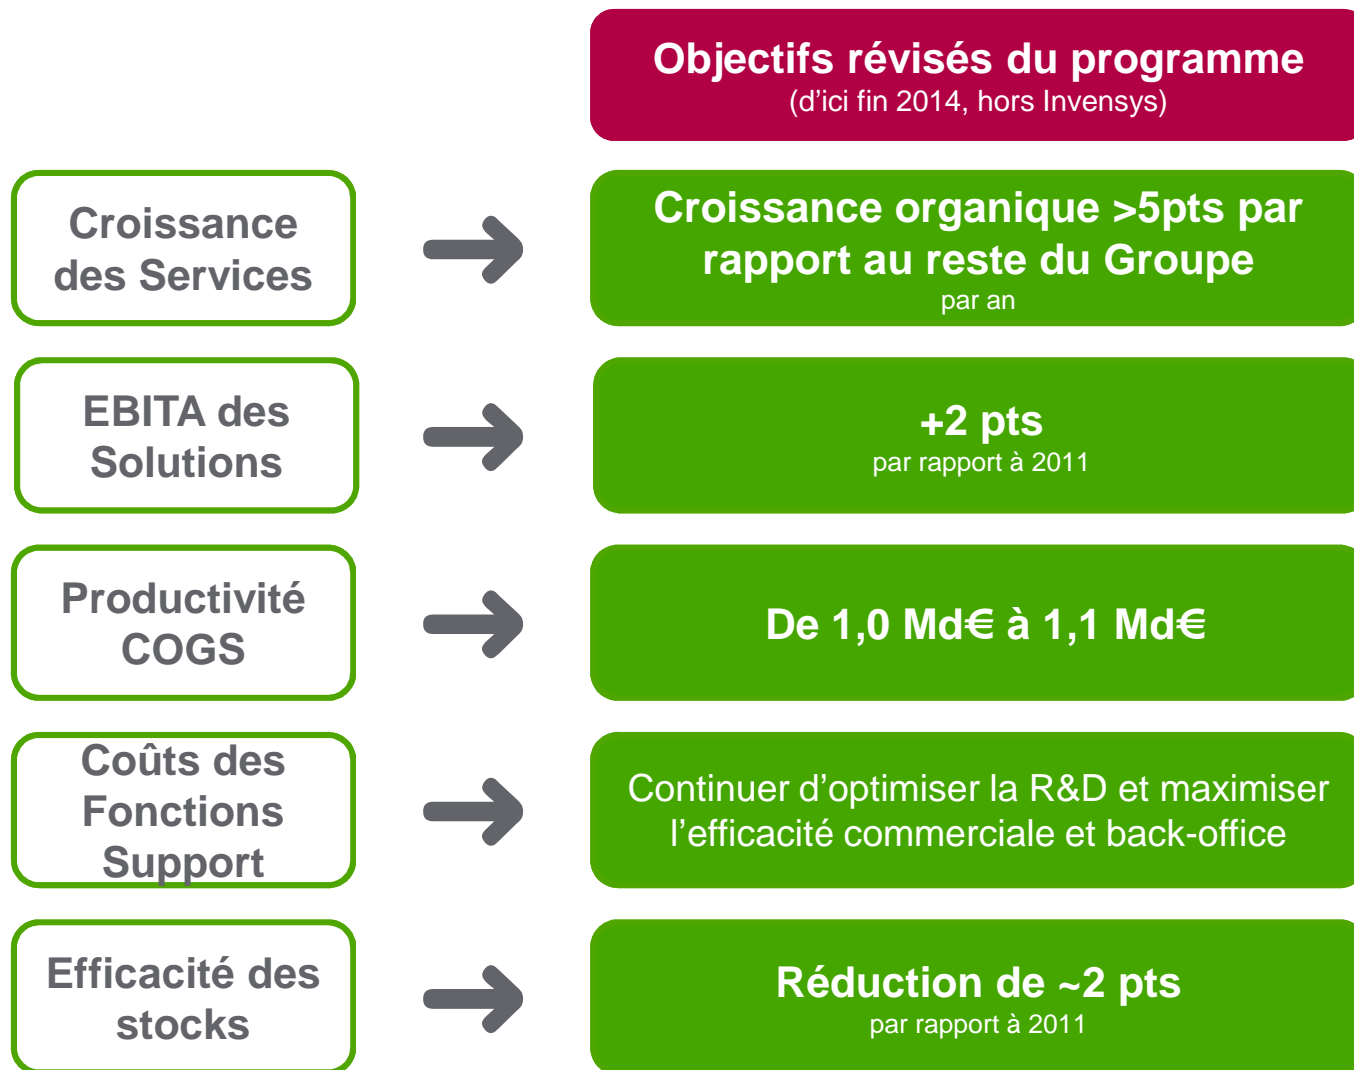 Objectifs révisés du programme
(d’ici fin 2014, hors Invensys)
Croissance
des Services
Croissance organique >5pts par
rapport au reste du Groupe
par an
EBITA des
Solutions
+2 pts
par rapport à 2011
Productivité
COGS
De 1,0 Md€ à 1,1 Md€
Coûts des
Fonctions
Support
Continuer d’optimiser la R&D et maximiser
l’efficacité commerciale et back-office
Efficacité des
stocks
Réduction de ~2 pts
par rapport à 2011